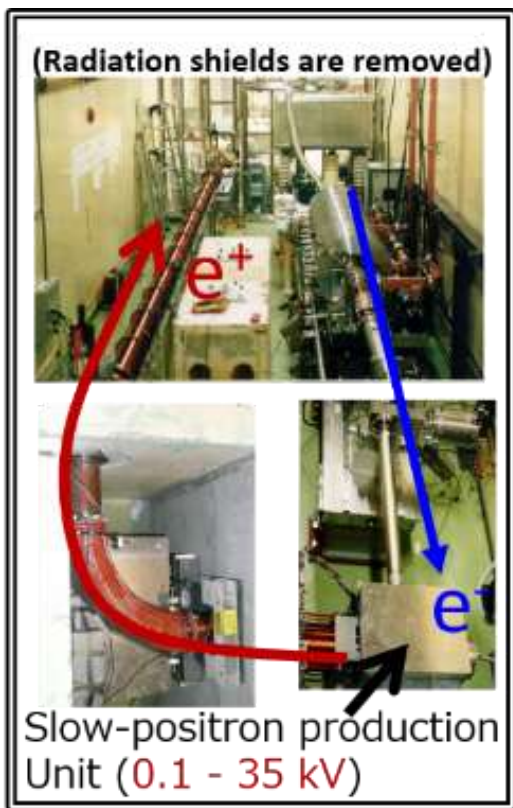 (Radiation shields are removed)
e+
e-
Slow-positron production
Unit (0.1 - 35 kV)